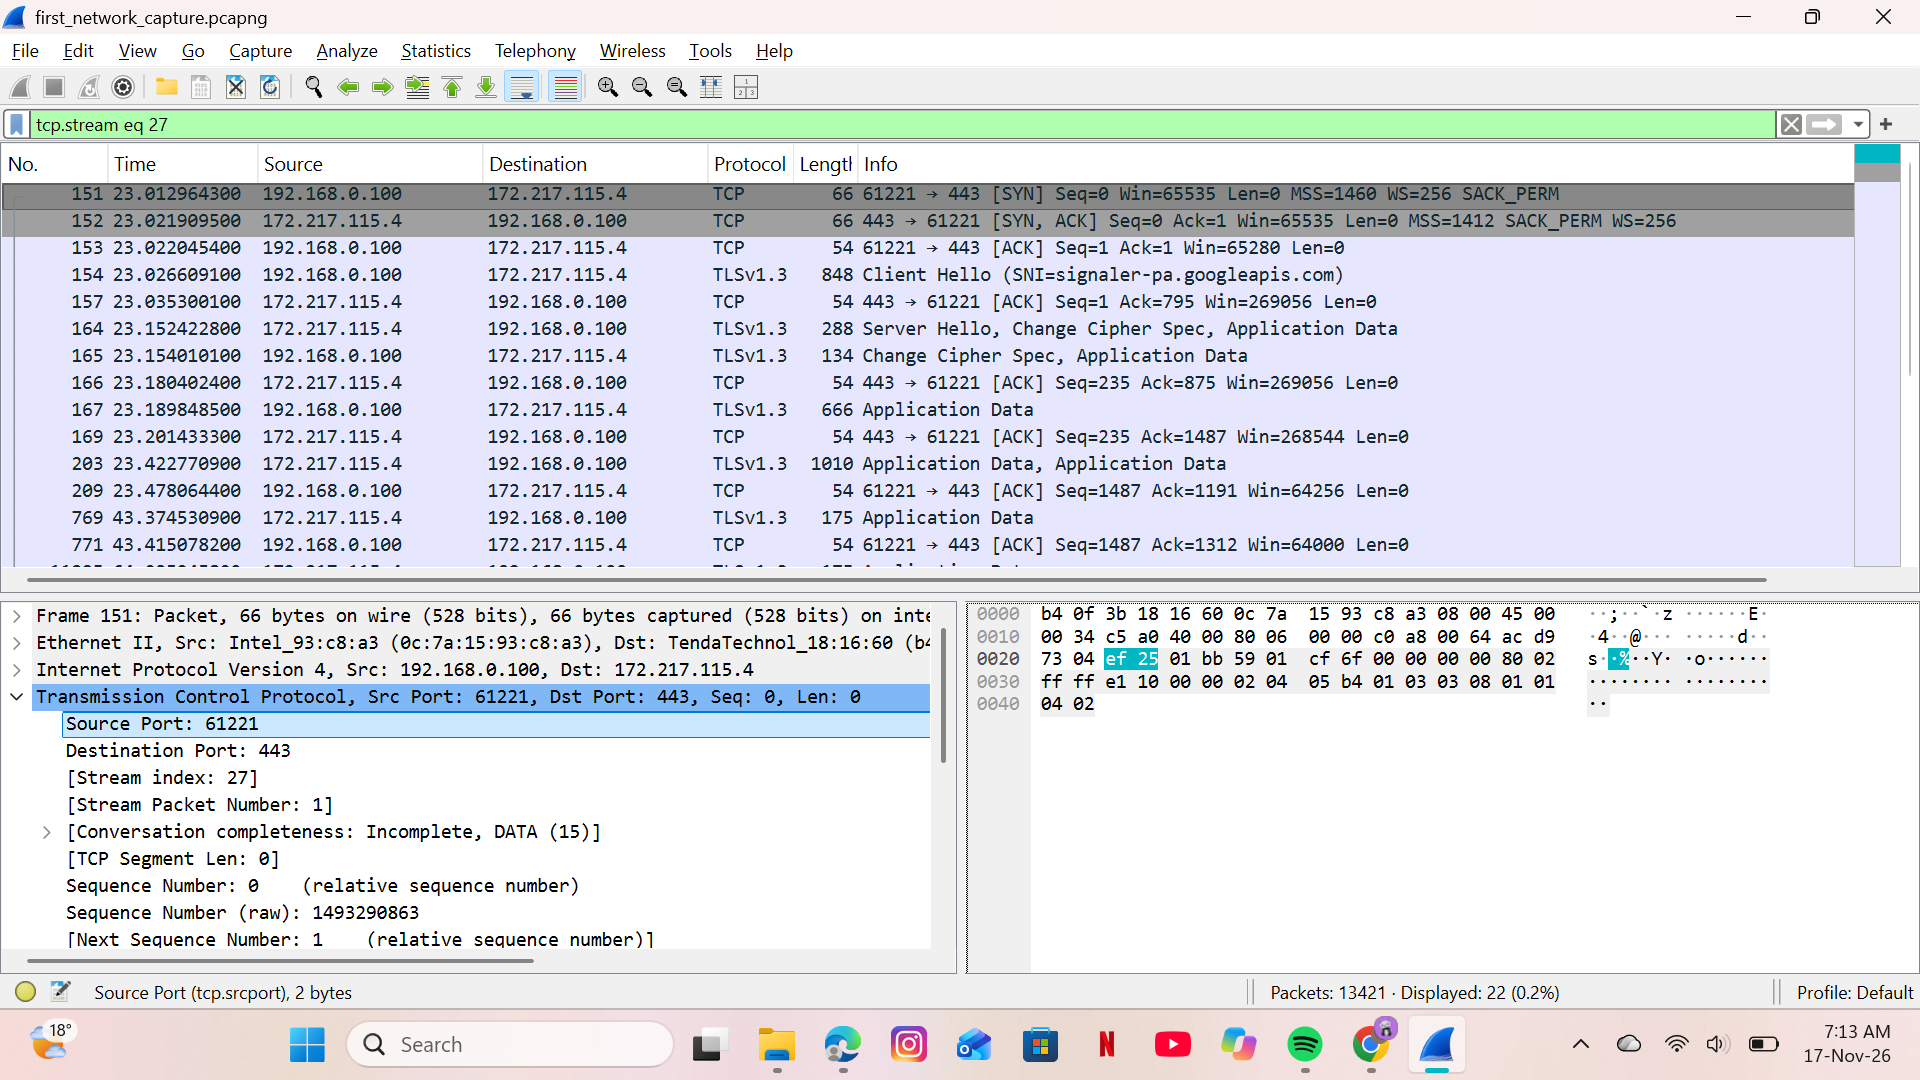 first_network_capture.pcapng
File Edit View Go Capture Analyze Statistics Telephony Wireless Tools Help
tcp.stream eq 27
No. Time Source Destination Protocol Lengtl Info
151 23.012964300 192.168.0.100 172.217.115.4 TCP 66 61221 → 443 [SYN] Seq=0 Win=65535 Len=0 MSS=1460 WS=256 SACK_PERM
152 23.021909500 172.217.115.4 192.168.0.100 TCP 66 443 → 61221 [SYN, ACK] Seq=0 Ack=1 Win=65535 Len=0 MSS=1412 SACK_PERM WS=256
153 23.022045400 192.168.0.100 172.217.115.4 TCP 54 61221 → 443 [ACK] Seq=1 Ack=1 Win=65280 Len=0
154 23.026609100 192.168.0.100 172.217.115.4 TLSv1.3 848 Client Hello (SNI=signaler-pa.googleapis.com)
157 23.035300100 172.217.115.4 192.168.0.100 TCP 54 443 → 61221 [ACK] Seq=1 Ack=795 Win=269056 Len=0
164 23.152422800 172.217.115.4 192.168.0.100 TLSv1.3 288 Server Hello, Change Cipher Spec, Application Data
165 23.154010100 192.168.0.100 172.217.115.4 TLSv1.3 134 Change Cipher Spec, Application Data
166 23.180402400 172.217.115.4 192.168.0.100 TCP 54 443 → 61221 [ACK] Seq=235 Ack=875 Win=269056 Len=0
167 23.189848500 192.168.0.100 172.217.115.4 TLSv1.3 666 Application Data
169 23.201433300 172.217.115.4 192.168.0.100 TCP 54 443 → 61221 [ACK] Seq=235 Ack=1487 Win=268544 Len=0
203 23.422770900 172.217.115.4 192.168.0.100 TLSv1.3 1010 Application Data, Application Data
209 23.478064400 192.168.0.100 172.217.115.4 TCP 54 61221 → 443 [ACK] Seq=1487 Ack=1191 Win=64256 Len=0
769 43.374530900 172.217.115.4 192.168.0.100 TLSv1.3 175 Application Data
771 43.415078200 192.168.0.100 172.217.115.4 TCP 54 61221 → 443 [ACK] Seq=1487 Ack=1312 Win=64000 Len=0
Frame 151: Packet, 66 bytes on wire (528 bits), 66 bytes captured (528 bits) on inte
Ethernet II, Src: Intel_93:c8:a3 (0c:7a:15:93:c8:a3), Dst: TendaTechnol_18:16:60 (b4
Internet Protocol Version 4, Src: 192.168.0.100, Dst: 172.217.115.4
Transmission Control Protocol, Src Port: 61221, Dst Port: 443, Seq: 0, Len: 0
Source Port: 61221
Destination Port: 443
[Stream index: 27]
[Stream Packet Number: 1]
[Conversation completeness: Incomplete, DATA (15)]
[TCP Segment Len: 0]
Sequence Number: 0 (relative sequence number)
Sequence Number (raw): 1493290863
[Next Sequence Number: 1 (relative sequence number)]
0000 b4 0f 3b 18 16 60 0c 7a 15 93 c8 a3 08 00 45 00 ··;··`·z ······E·
0010 00 34 c5 a0 40 00 80 06 00 00 c0 a8 00 64 ac d9 ·4··@··· ·····d··
0020 73 04 ef 25 01 bb 59 01 cf 6f 00 00 00 00 80 02 s··%··Y· ·o······
0030 ff ff e1 10 00 00 02 04 05 b4 01 03 03 08 01 01 ········ ········
0040 04 02 ··
Source Port (tcp.srcport), 2 bytes
Packets: 13421 · Displayed: 22 (0.2%)
Profile: Default
18°
Search
7:13 AM
17-Nov-26